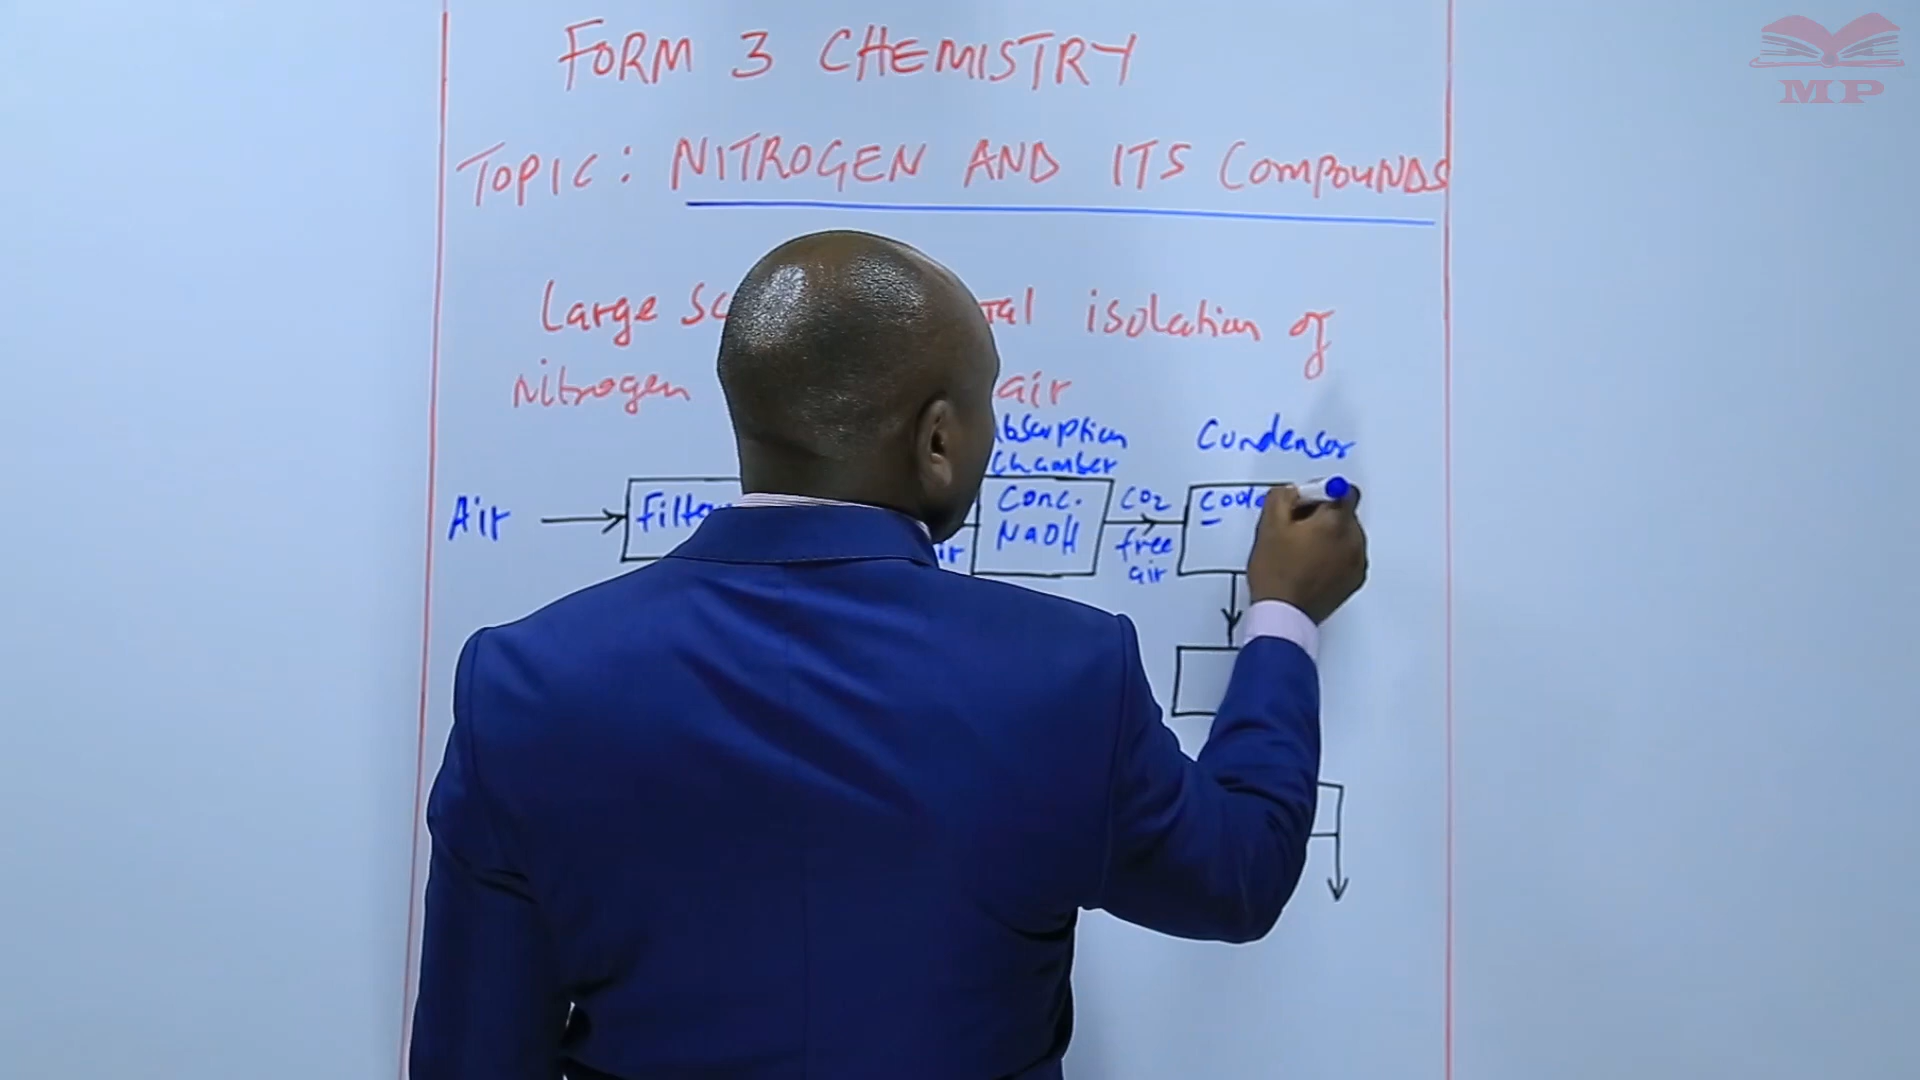 MP
FORM 3 CHEMISTRY
TOPIC: NITROGEN AND ITS COMPOUNDS
Large isolation of
nitrogen air
Absorption
Chamber
Condensor
Air
Conc.
NaOH
CO2
free
air